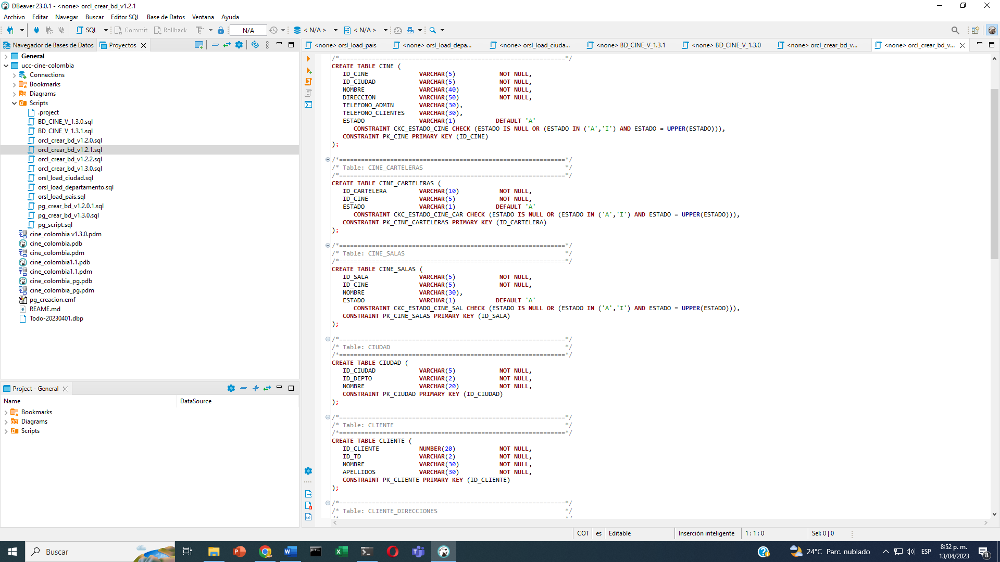 DBeaver 23.0.1 - <none> orcl_crear_bd_v1.2.1
Archivo Editar Navegar Buscar Editor SQL Base de Datos Ventana Ayuda
SQL Commit Rollback N/A < N/A > < N/A >
Navegador de Bases de Datos Proyectos
General
ucc-cine-colombia
Connections
Bookmarks
Diagrams
Scripts
.project
BD_CINE_V_1.3.0.sql
BD_CINE_V_1.3.1.sql
orcl_crear_bd_v1.2.0.sql
orcl_crear_bd_v1.2.1.sql
orcl_crear_bd_v1.2.2.sql
orcl_crear_bd_v1.3.0.sql
orsl_load_ciudad.sql
orsl_load_departamento.sql
orsl_load_pais.sql
pg_crear_bd_v1.2.0.1.sql
pg_crear_bd_v1.3.0.sql
pg_script.sql
cine_colombia v1.3.0.pdm
cine_colombia.pdb
cine_colombia.pdm
cine_colombia1.1.pdb
cine_colombia1.1.pdm
cine_colombia_pg.pdb
cine_colombia_pg.pdm
pg_creacion.emf
REAME.md
Todo-20230401.dbp
Project - General
Name DataSource
Bookmarks
Diagrams
Scripts
<none> orsl_load_pais <none> orsl_load_depa... <none> orsl_load_ciuda... <none> BD_CINE_V_1.3.1 <none> BD_CINE_V_1.3.0 <none> orcl_crear_bd_v... <none> orcl_crear_bd_v...
/*==============================================================*/
CREATE TABLE CINE (
ID_CINE VARCHAR(5) NOT NULL,
ID_CIUDAD VARCHAR(5) NOT NULL,
NOMBRE VARCHAR(40) NOT NULL,
DIRECCION VARCHAR(50) NOT NULL,
TELEFONO_ADMIN VARCHAR(30),
TELEFONO_CLIENTES VARCHAR(30),
ESTADO VARCHAR(1) DEFAULT 'A'
CONSTRAINT CKC_ESTADO_CINE CHECK (ESTADO IS NULL OR (ESTADO IN ('A','I') AND ESTADO = UPPER(ESTADO))),
CONSTRAINT PK_CINE PRIMARY KEY (ID_CINE)
);
/*==============================================================*/
/* Table: CINE_CARTELERAS */
/*==============================================================*/
CREATE TABLE CINE_CARTELERAS (
ID_CARTELERA VARCHAR(10) NOT NULL,
ID_CINE VARCHAR(5) NOT NULL,
ESTADO VARCHAR(1) DEFAULT 'A'
CONSTRAINT CKC_ESTADO_CINE_CAR CHECK (ESTADO IS NULL OR (ESTADO IN ('A','I') AND ESTADO = UPPER(ESTADO))),
CONSTRAINT PK_CINE_CARTELERAS PRIMARY KEY (ID_CARTELERA)
);
/*==============================================================*/
/* Table: CINE_SALAS */
/*==============================================================*/
CREATE TABLE CINE_SALAS (
ID_SALA VARCHAR(5) NOT NULL,
ID_CINE VARCHAR(5) NOT NULL,
NOMBRE VARCHAR(30),
ESTADO VARCHAR(1) DEFAULT 'A'
CONSTRAINT CKC_ESTADO_CINE_SAL CHECK (ESTADO IS NULL OR (ESTADO IN ('A','I') AND ESTADO = UPPER(ESTADO))),
CONSTRAINT PK_CINE_SALAS PRIMARY KEY (ID_SALA)
);
/*==============================================================*/
/* Table: CIUDAD */
/*==============================================================*/
CREATE TABLE CIUDAD (
ID_CIUDAD VARCHAR(5) NOT NULL,
ID_DEPTO VARCHAR(2) NOT NULL,
NOMBRE VARCHAR(20) NOT NULL,
CONSTRAINT PK_CIUDAD PRIMARY KEY (ID_CIUDAD)
);
/*==============================================================*/
/* Table: CLIENTE */
/*==============================================================*/
CREATE TABLE CLIENTE (
ID_CLIENTE NUMBER(20) NOT NULL,
ID_TD VARCHAR(2) NOT NULL,
NOMBRE VARCHAR(30) NOT NULL,
APELLIDOS VARCHAR(30) NOT NULL,
CONSTRAINT PK_CLIENTE PRIMARY KEY (ID_CLIENTE)
);
/*==============================================================*/
/* Table: CLIENTE_DIRECCIONES */
COT es Editable Inserción inteligente 1 : 1 : 0 Sel: 0 | 0
Buscar 24°C Parc. nublado ESP 8:52 p. m.
13/04/2023 8